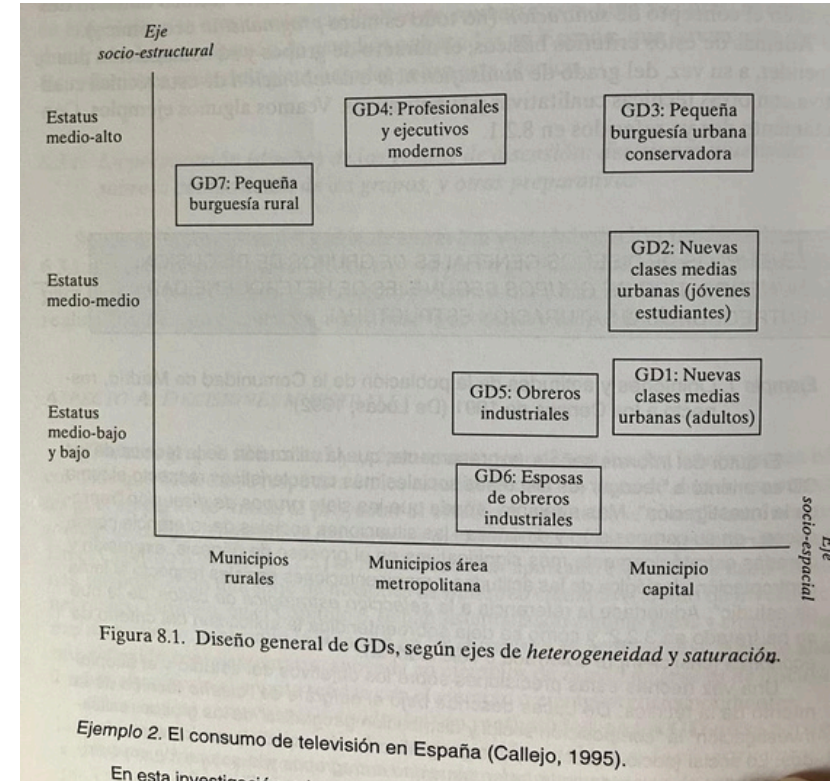 Eje
socio-estructural
Estatus
medio-alto
GD4: Profesionales
y ejecutivos
modernos
GD3: Pequeña
burguesía urbana
conservadora
GD7: Pequeña
burguesía rural
Estatus
medio-medio
GD2: Nuevas
clases medias
urbanas (jóvenes
estudiantes)
Estatus
medio-bajo
y bajo
GD5: Obreros
industriales
GD1: Nuevas
clases medias
urbanas (adultos)
GD6: Esposas
de obreros
industriales
Eje
socio-espacial
Municipios
rurales
Municipios área
metropolitana
Municipio
capital
Figura 8.1. Diseño general de GDs, según ejes de heterogeneidad y saturación.
Ejemplo 2. El consumo de televisión en España (Callejo, 1995).
En esta investigación